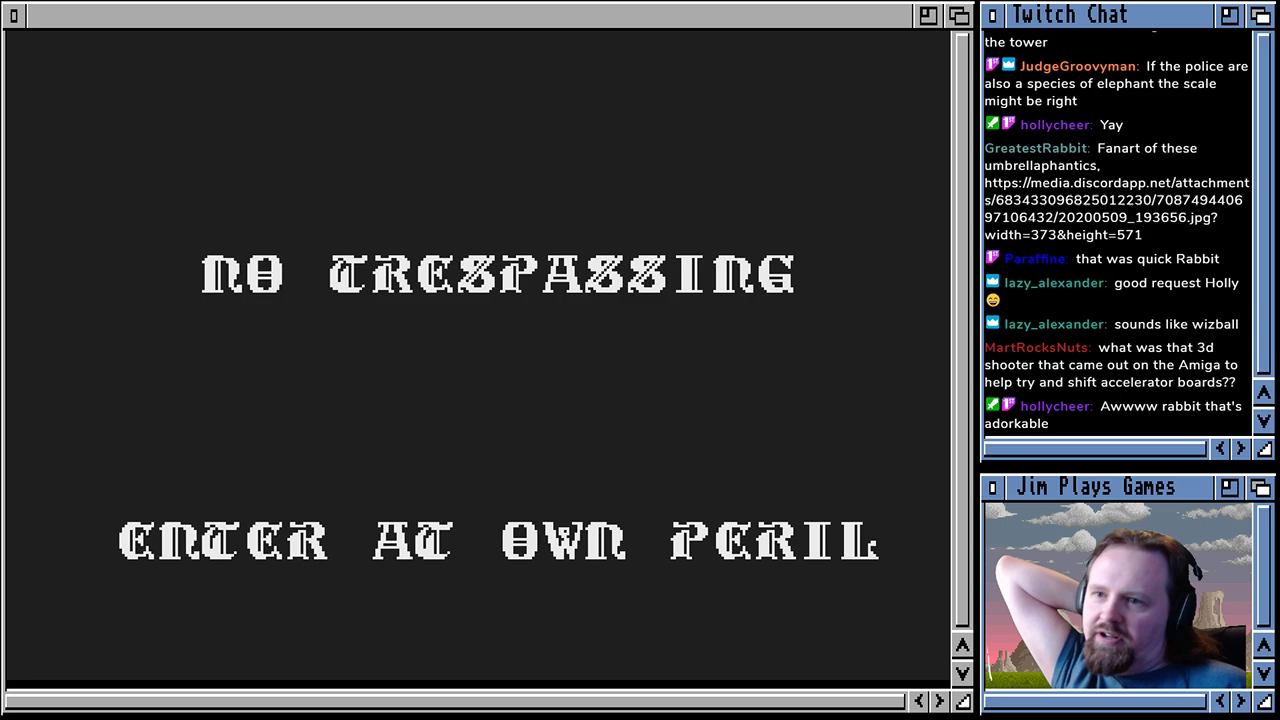 Twitch Chat
the tower
JudgeGroovyman: If the police are
also a species of elephant the scale
might be right
hollycheer: Yay
GreatestRabbit: Fanart of these
umbrellaphantics,
https://media.discordapp.net/attachment
s/683433096825012230/7087494406
97106432/20200509_193656.jpg?
width=373&height=571
Paraffine: that was quick Rabbit
lazy_alexander: good request Holly
lazy_alexander: sounds like wizball
MartRocksNuts: what was that 3d
shooter that came out on the Amiga to
help try and shift accelerator boards??
hollycheer: Awwww rabbit that's
adorkable
NO TRESPASSING
ENTER AT OWN PERIL
Jim Plays Games